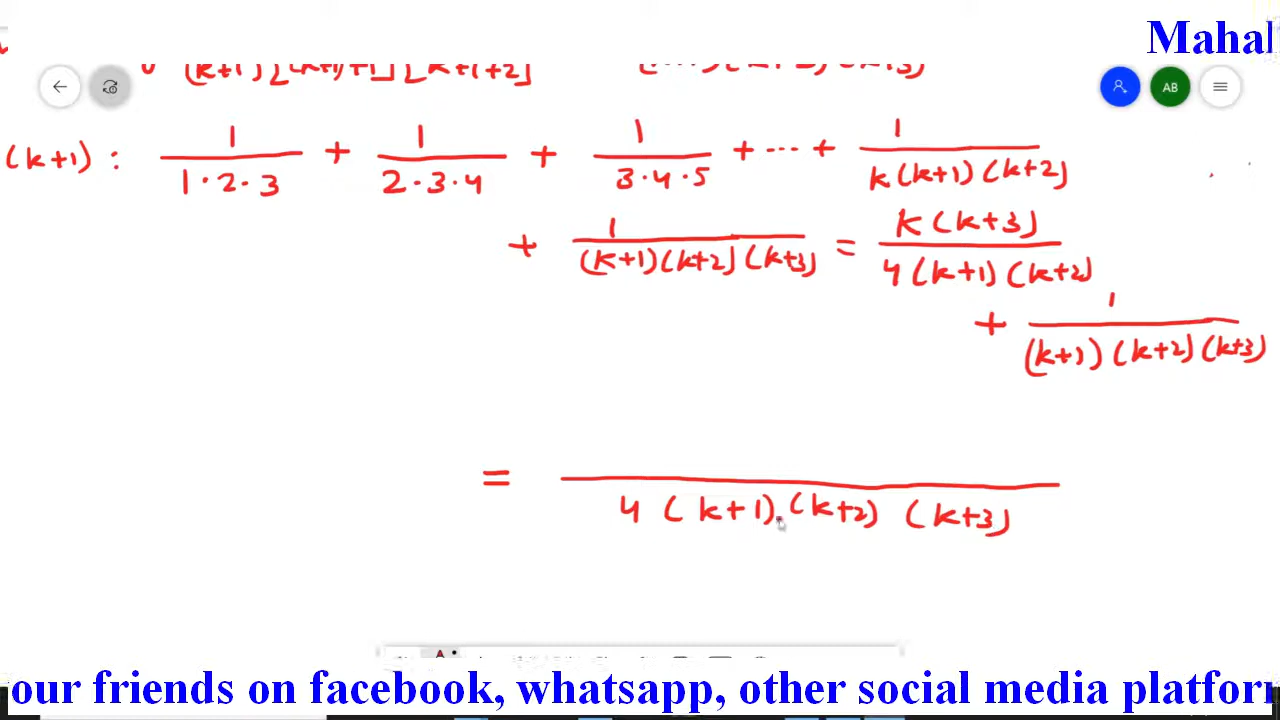 Mahal
AB
(k+1) : 1/(1·2·3) + 1/(2·3·4) + 1/(3·4·5) + ... + 1/(k(k+1)(k+2))
+ 1/((k+1)(k+2)(k+3)) = k(k+3)/(4(k+1)(k+2))
+ 1/((k+1)(k+2)(k+3))
= /(4(k+1).(k+2)(k+3))
our friends on facebook, whatsapp, other social media platfor